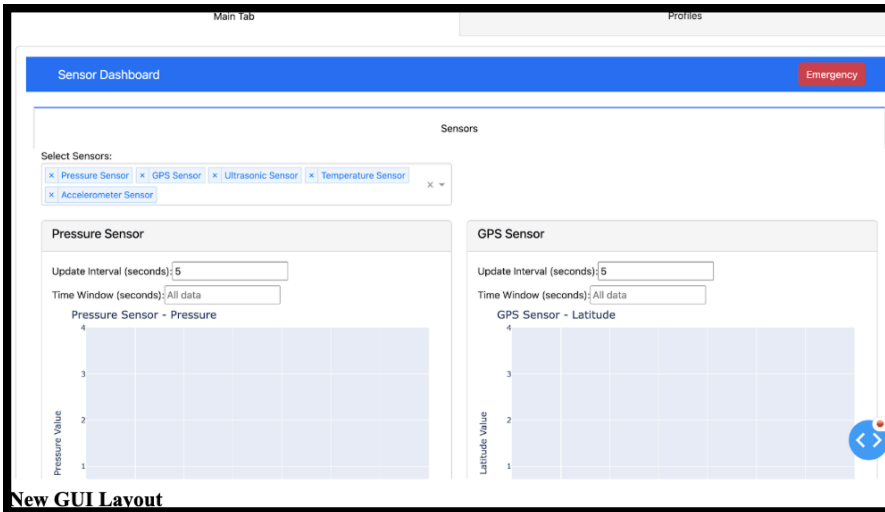 Main Tab
Profiles
Sensor Dashboard
Emergency
Sensors
Select Sensors:
× Pressure Sensor × GPS Sensor × Ultrasonic Sensor × Temperature Sensor
× Accelerometer Sensor
Pressure Sensor
Update Interval (seconds): 5
Time Window (seconds): All data
Pressure Sensor - Pressure
4
3
2
1
Pressure Value
GPS Sensor
Update Interval (seconds): 5
Time Window (seconds): All data
GPS Sensor - Latitude
4
3
2
1
Latitude Value
New GUI Layout